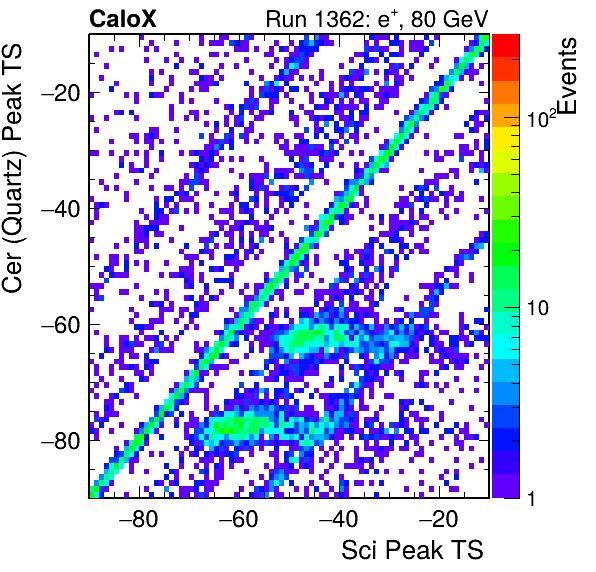 CaloX Run 1362: e⁺, 80 GeV
Cer (Quartz) Peak TS
−20
−40
−60
−80
−80 −60 −40 −20
Sci Peak TS
Events
10²
10
1